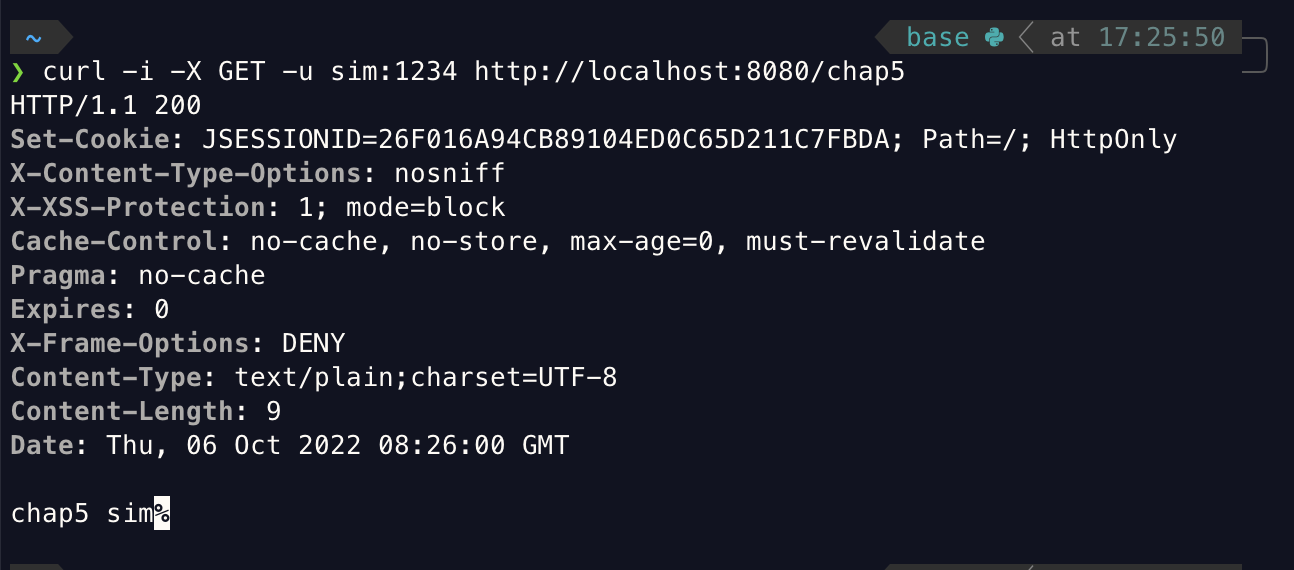 ~ base at 17:25:50
❯ curl -i -X GET -u sim:1234 http://localhost:8080/chap5
HTTP/1.1 200
Set-Cookie: JSESSIONID=26F016A94CB89104ED0C65D211C7FBDA; Path=/; HttpOnly
X-Content-Type-Options: nosniff
X-XSS-Protection: 1; mode=block
Cache-Control: no-cache, no-store, max-age=0, must-revalidate
Pragma: no-cache
Expires: 0
X-Frame-Options: DENY
Content-Type: text/plain;charset=UTF-8
Content-Length: 9
Date: Thu, 06 Oct 2022 08:26:00 GMT
chap5 sim%